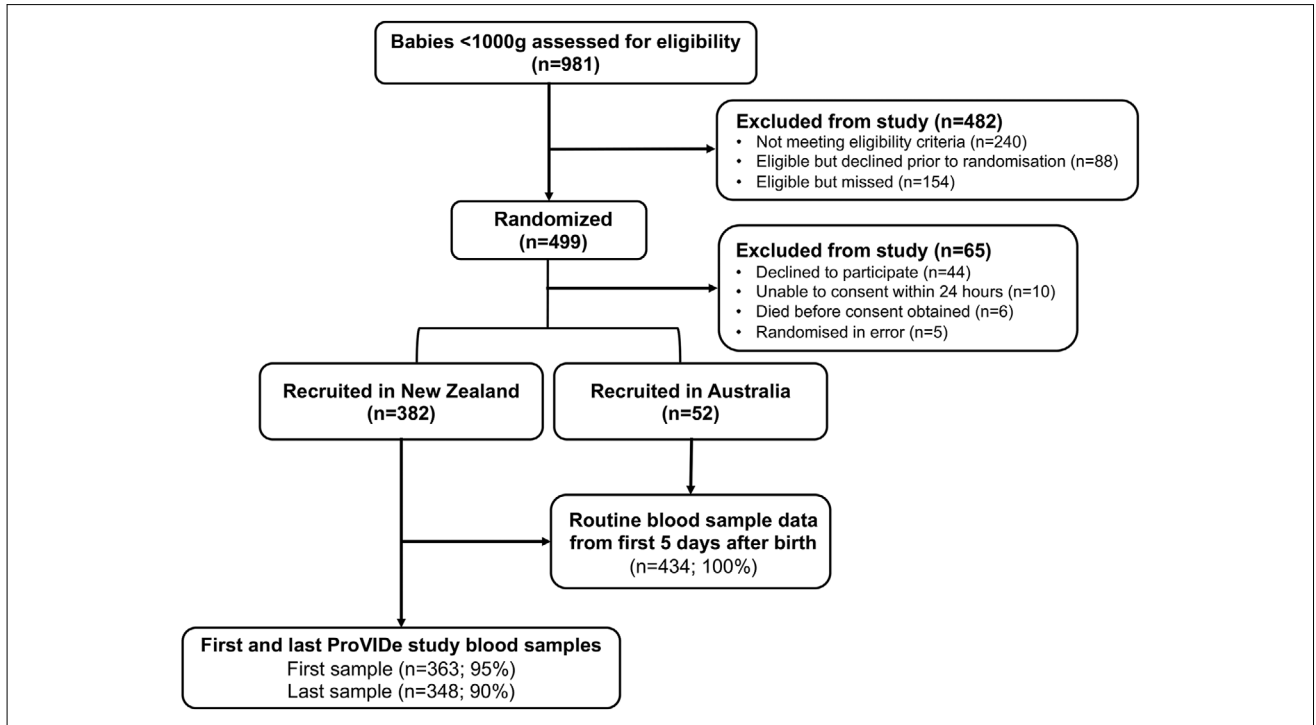 Babies <1000g assessed for eligibility
(n=981)
Excluded from study (n=482)
• Not meeting eligibility criteria (n=240)
• Eligible but declined prior to randomisation (n=88)
• Eligible but missed (n=154)
Randomized
(n=499)
Excluded from study (n=65)
• Declined to participate (n=44)
• Unable to consent within 24 hours (n=10)
• Died before consent obtained (n=6)
• Randomised in error (n=5)
Recruited in New Zealand
(n=382)
Recruited in Australia
(n=52)
Routine blood sample data
from first 5 days after birth
(n=434; 100%)
First and last ProVIDe study blood samples
First sample (n=363; 95%)
Last sample (n=348; 90%)